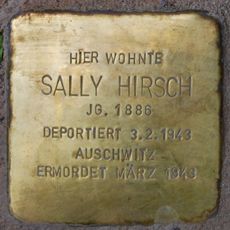 HIER WOHNTE
SALLY HIRSCH
JG. 1886
DEPORTIERT 3.2.1943
AUSCHWITZ
ERMORDET MÄRZ 1943